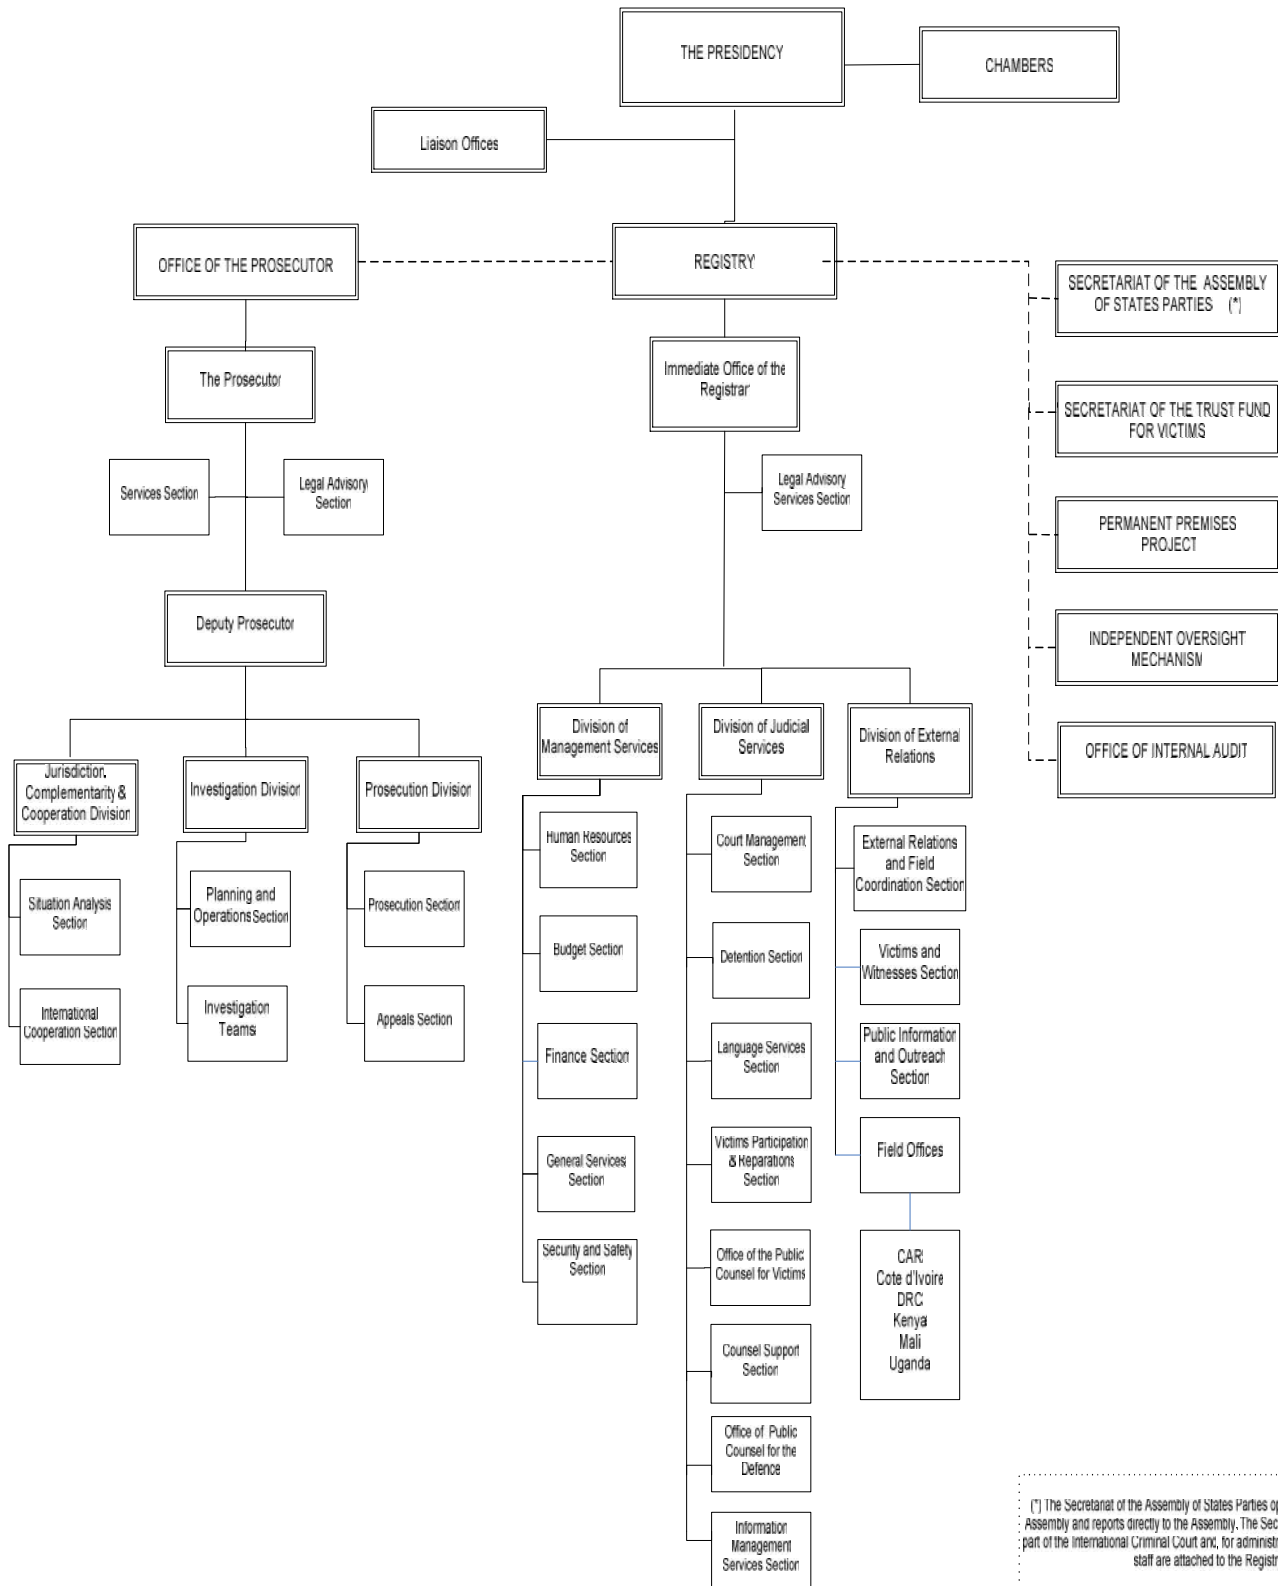 THE PRESIDENCY
CHAMBERS
Liaison Offices
OFFICE OF THE PROSECUTOR
REGISTRY
SECRETARIAT OF THE ASSEMBLY
OF STATES PARTIES (*)
The Prosecutor
Immediate Office of the
Registrar
SECRETARIAT OF THE TRUST FUND
FOR VICTIMS
Services Section
Legal Advisory
Section
Legal Advisory
Services Section
PERMANENT PREMISES
PROJECT
Deputy Prosecutor
INDEPENDENT OVERSIGHT
MECHANISM
Division of
Management Services
Division of Judicial
Services
Division of External
Relations
OFFICE OF INTERNAL AUDIT
Jurisdiction,
Complementarity &
Cooperation Division
Investigation Division
Prosecution Division
Situation Analysis
Section
International
Cooperation Section
Planning and
Operations Section
Investigation
Teams
Prosecution Section
Appeals Section
Human Resources
Section
Budget Section
Finance Section
General Services
Section
Security and Safety
Section
Court Management
Section
Detention Section
Language Services
Section
Victims Participation
& Reparations
Section
Office of the Public
Counsel for Victims
Counsel Support
Section
Office of Public
Counsel for the
Defence
Information
Management
Services Section
External Relations
and Field
Coordination Section
Victims and
Witnesses Section
Public Information
and Outreach
Section
Field Offices
CAR
Cote d'Ivoire
DRC
Kenya
Mali
Uganda
(*) The Secretariat of the Assembly of States Parties
Assembly and reports directly to the Assembly. The
part of the International Criminal Court and, for
staff are attached to the